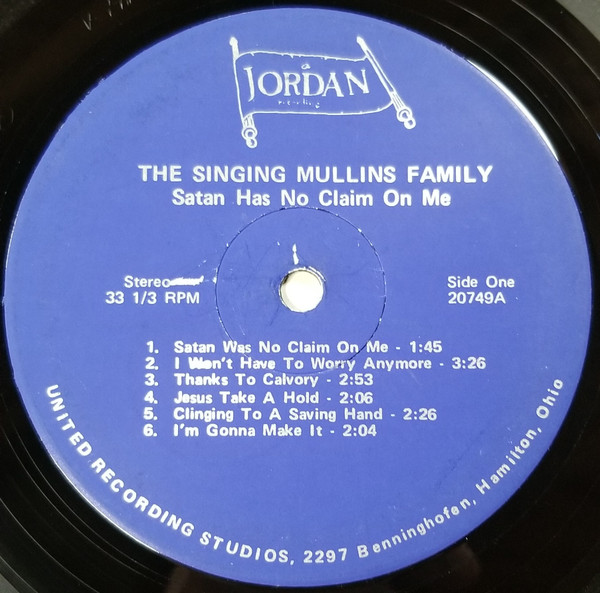 a
JORDAN
recording
THE SINGING MULLINS FAMILY
Satan Has No Claim On Me
Stereo
33 1/3 RPM
Side One
20749A
1. Satan Was No Claim On Me - 1:45
2. I Won't Have To Worry Anymore - 3:26
3. Thanks To Calvory - 2:53
4. Jesus Take A Hold - 2:06
5. Clinging To A Saving Hand - 2:26
6. I'm Gonna Make It - 2:04
UNITED RECORDING STUDIOS, 2297 Benninghofen, Hamilton, Ohio